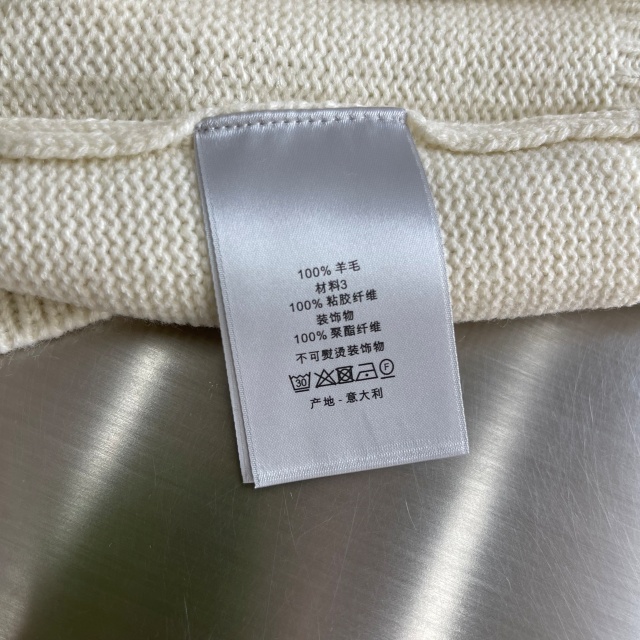 100% 羊毛
材料3
100% 粘胶纤维
装饰物
100% 聚酯纤维
不可熨烫装饰物
30 F
产地 - 意大利